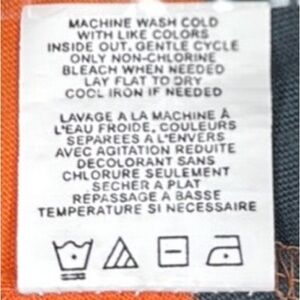 MACHINE WASH COLD
WITH LIKE COLORS
INSIDE OUT, GENTLE CYCLE
ONLY NON-CHLORINE
BLEACH WHEN NEEDED
LAY FLAT TO DRY
COOL IRON IF NEEDED
LAVAGE A LA MACHINE À
L'EAU FROIDE, COULEURS
SEPAREES A L'ENVERS
AVEC AGITATION REDUITE
DECOLORANT SANS
CHLORURE SEULEMENT
SECHER A PLAT
REPASSAGE A BASSE
TEMPERATURE SI NECESSAIRE